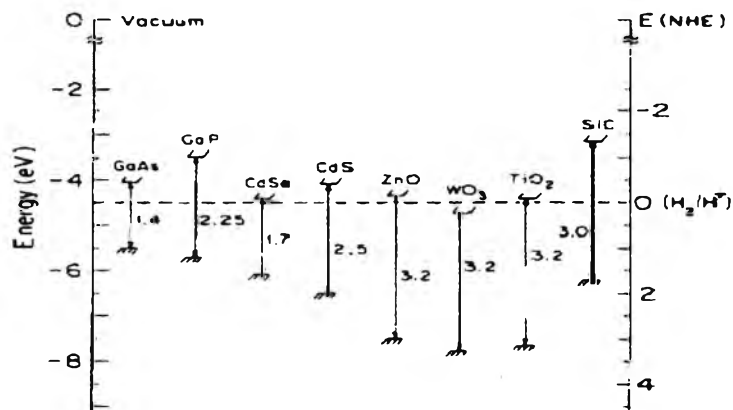 0 Vacuum E (NHE)
-2
-2
SiC
GaP
GaAs CdSe CdS ZnO WO₃ TiO₂
-4
0 (H₂/H⁺)
1.4 2.25 1.7 2.5 3.2 3.2 3.2 3.0
Energy (eV)
-6
2
-8
4